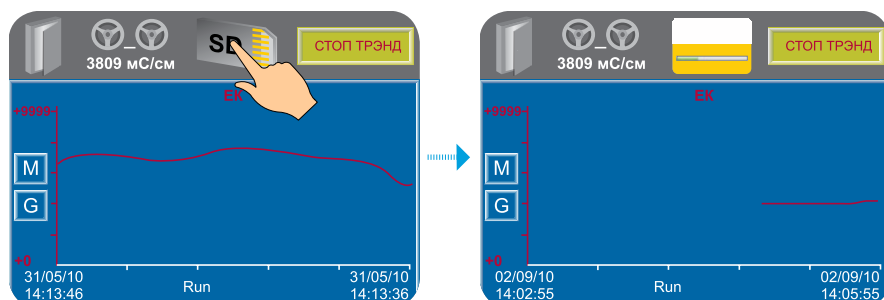 SD
СТОП ТРЭНД
3809 мС/см
ЕК
+9999
M
G
+0
31/05/10
14:13:46
Run
31/05/10
14:13:36
СТОП ТРЭНД
3809 мС/см
ЕК
+9999
M
G
+0
02/09/10
14:02:55
Run
02/09/10
14:05:55